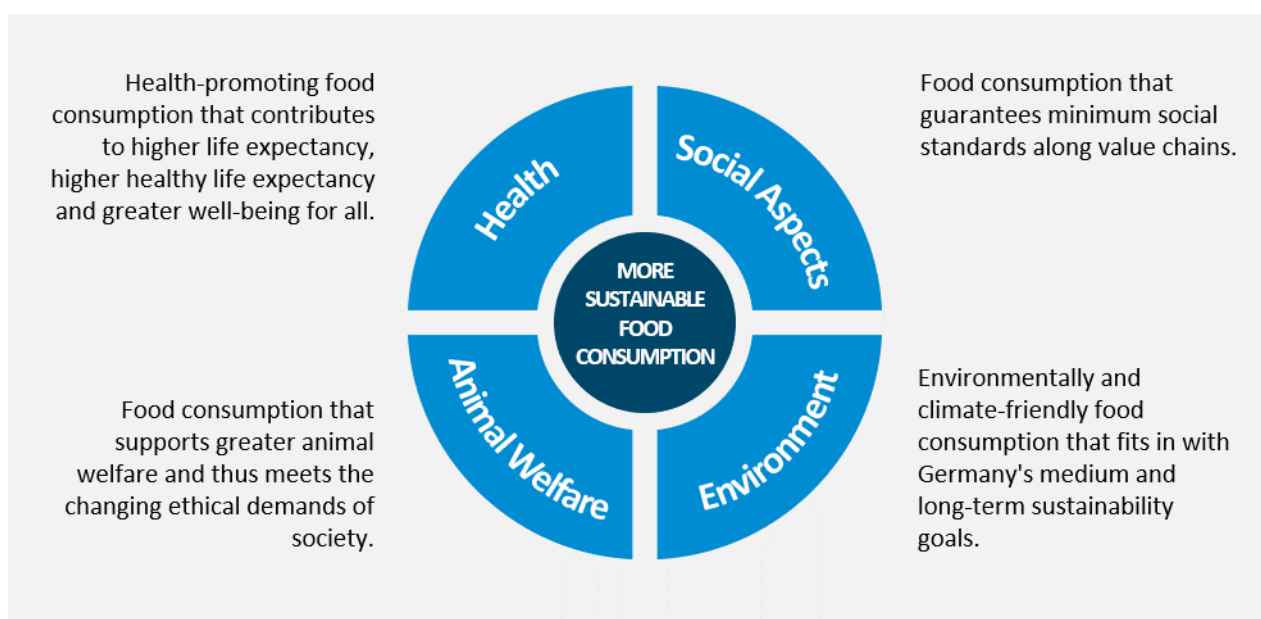 Health-promoting food
consumption that contributes
to higher life expectancy,
higher healthy life expectancy
and greater well-being for all.
Food consumption that
guarantees minimum social
standards along value chains.
Health
Social Aspects
MORE
SUSTAINABLE
FOOD
CONSUMPTION
Animal Welfare
Environment
Food consumption that
supports greater animal
welfare and thus meets the
changing ethical demands of
society.
Environmentally and
climate-friendly food
consumption that fits in with
Germany's medium and
long-term sustainability
goals.